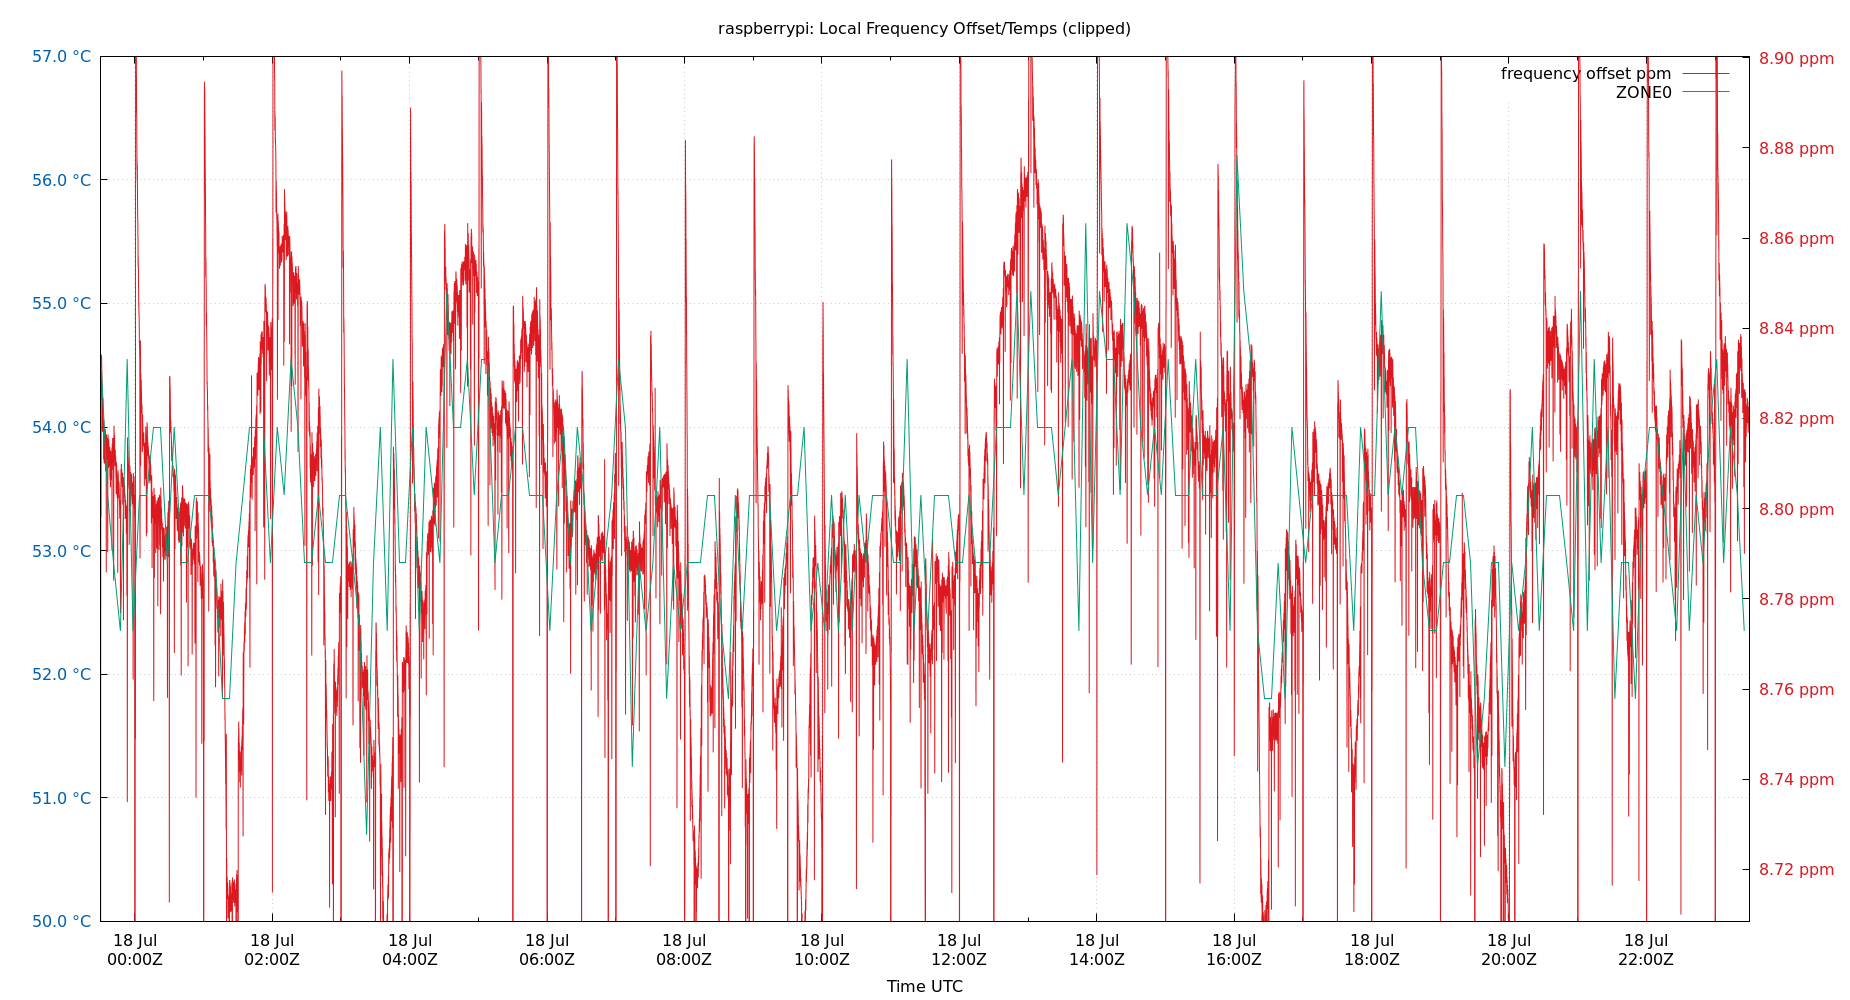 raspberrypi: Local Frequency Offset/Temps (clipped)
57.0 °C
56.0 °C
55.0 °C
54.0 °C
53.0 °C
52.0 °C
51.0 °C
50.0 °C
8.90 ppm
8.88 ppm
8.86 ppm
8.84 ppm
8.82 ppm
8.80 ppm
8.78 ppm
8.76 ppm
8.74 ppm
8.72 ppm
frequency offset ppm
ZONE0
18 Jul
00:00Z
18 Jul
02:00Z
18 Jul
04:00Z
18 Jul
06:00Z
18 Jul
08:00Z
18 Jul
10:00Z
18 Jul
12:00Z
18 Jul
14:00Z
18 Jul
16:00Z
18 Jul
18:00Z
18 Jul
20:00Z
18 Jul
22:00Z
Time UTC